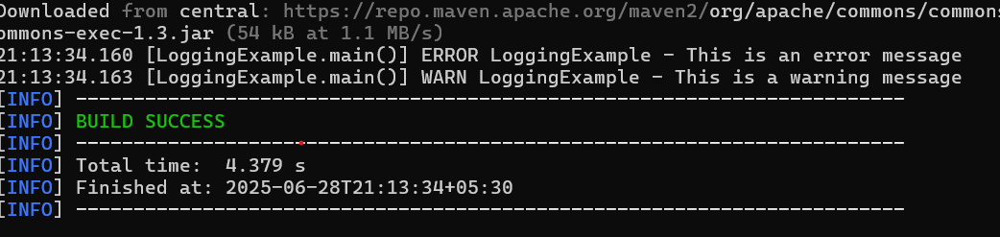 Downloaded from central: https://repo.maven.apache.org/maven2/org/apache/commons/commons
ommons-exec-1.3.jar (54 kB at 1.1 MB/s)
21:13:34.160 [LoggingExample.main()] ERROR LoggingExample - This is an error message
21:13:34.163 [LoggingExample.main()] WARN LoggingExample - This is a warning message
[INFO] ------------------------------------------------------------------------
[INFO] BUILD SUCCESS
[INFO] ------------------------------------------------------------------------
[INFO] Total time:  4.379 s
[INFO] Finished at: 2025-06-28T21:13:34+05:30
[INFO] ------------------------------------------------------------------------